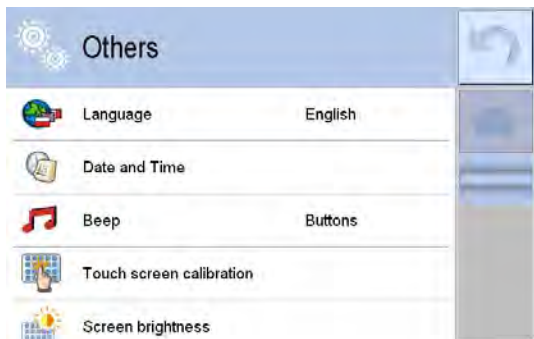 Others
Language English
Date and Time
Beep Buttons
Touch screen calibration
Screen brightness